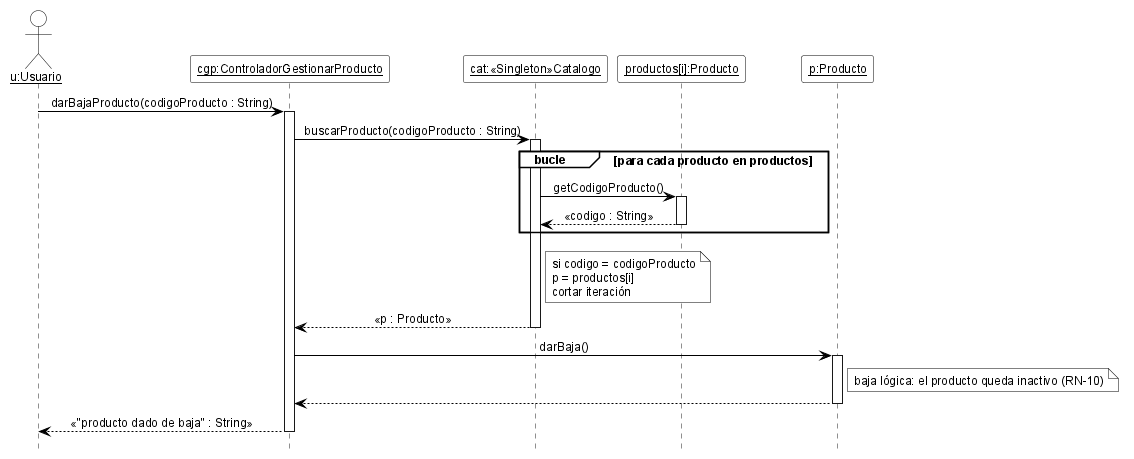 u:Usuario
cgp:ControladorGestionarProducto
cat:«Singleton»Catalogo
productos[i]:Producto
p:Producto
darBajaProducto(codigoProducto : String)
buscarProducto(codigoProducto : String)
bucle
[para cada producto en productos]
getCodigoProducto()
«codigo : String»
si codigo = codigoProducto
p = productos[i]
cortar iteración
«p : Producto»
darBaja()
baja lógica: el producto queda inactivo (RN-10)
«"producto dado de baja" : String»